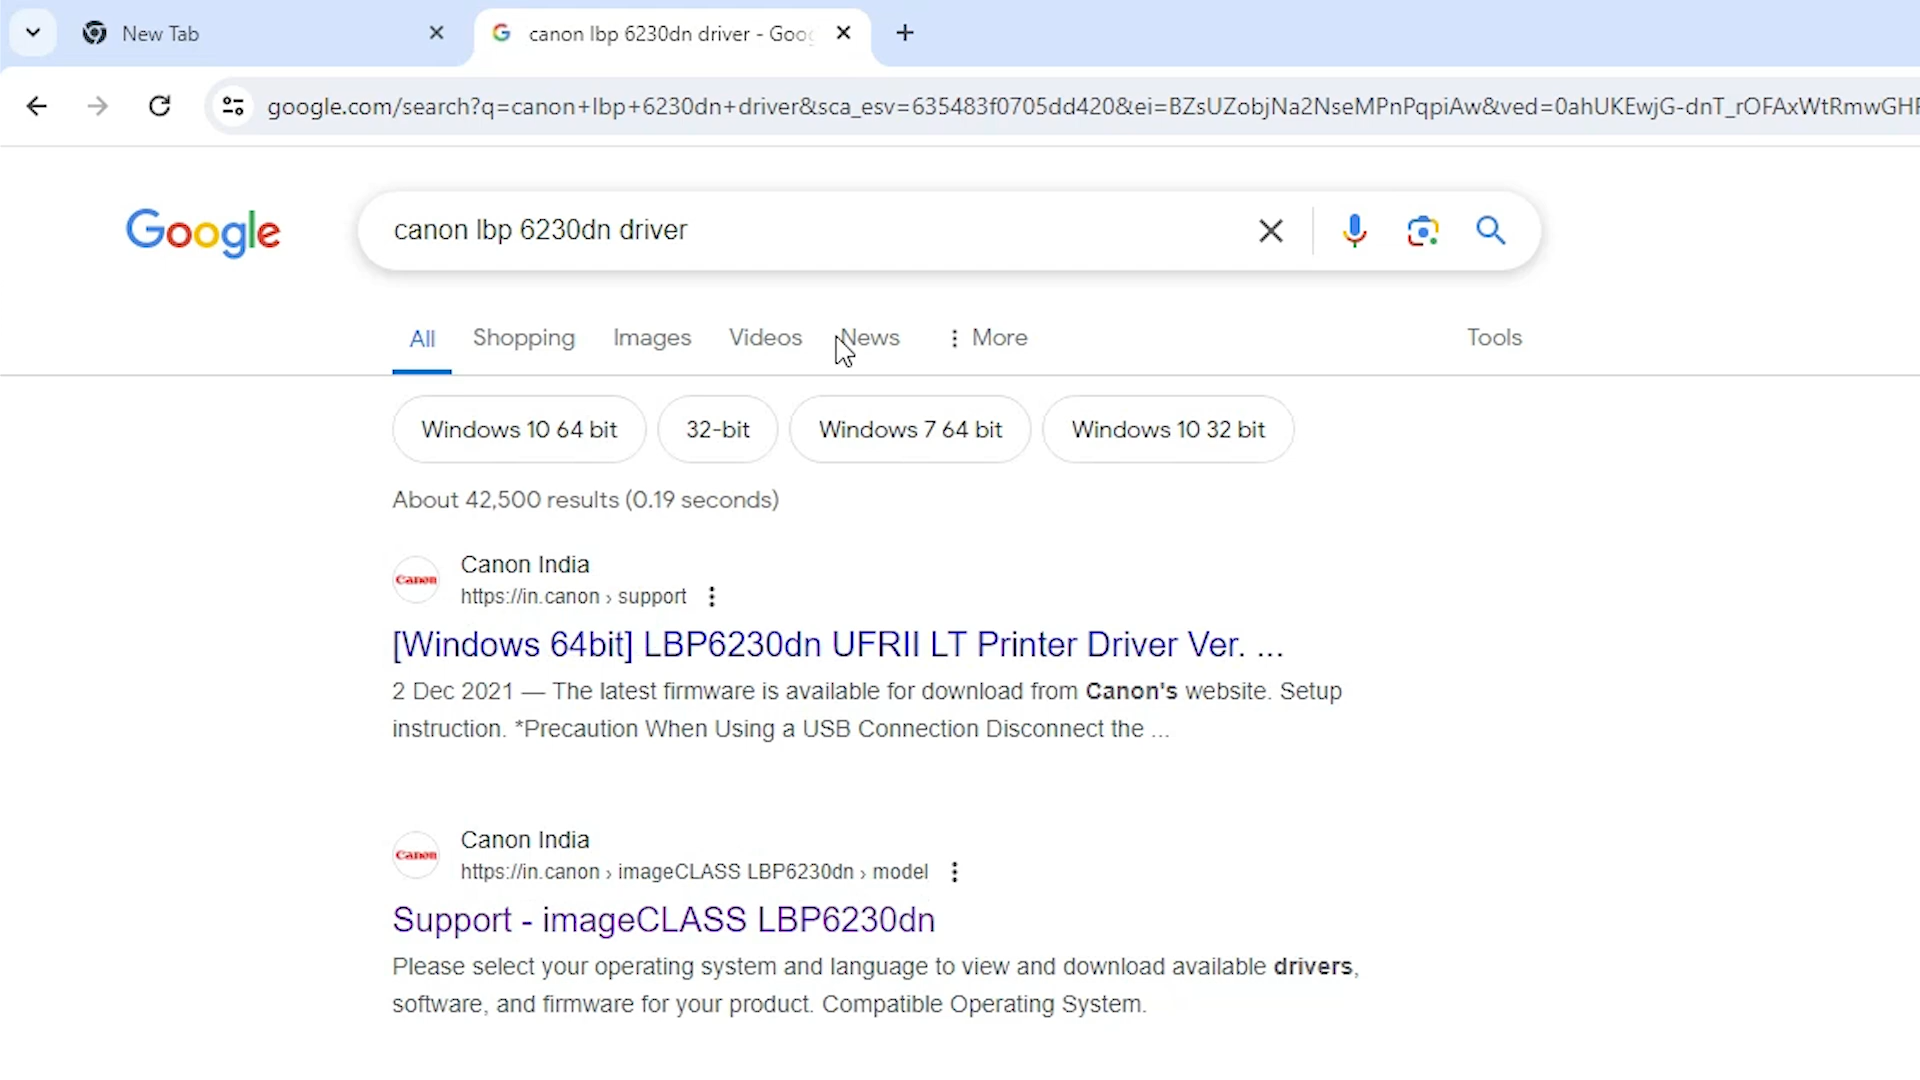 New Tab
canon lbp 6230dn driver - Goo
google.com/search?q=canon+lbp+6230dn+driver&sca_esv=635483f0705dd420&ei=BZsUZobjNa2NseMPnPqpiAw&ved=0ahUKEwjG-dnT_rOFAxWtRmwGH
Google
canon lbp 6230dn driver
All Shopping Images Videos News More Tools
Windows 10 64 bit 32-bit Windows 7 64 bit Windows 10 32 bit
About 42,500 results (0.19 seconds)
Canon
Canon India
https://in.canon › support
[Windows 64bit] LBP6230dn UFRII LT Printer Driver Ver. ...
2 Dec 2021 — The latest firmware is available for download from Canon's website. Setup
instruction. *Precaution When Using a USB Connection Disconnect the ...
Canon
Canon India
https://in.canon › imageCLASS LBP6230dn › model
Support - imageCLASS LBP6230dn
Please select your operating system and language to view and download available drivers,
software, and firmware for your product. Compatible Operating System.